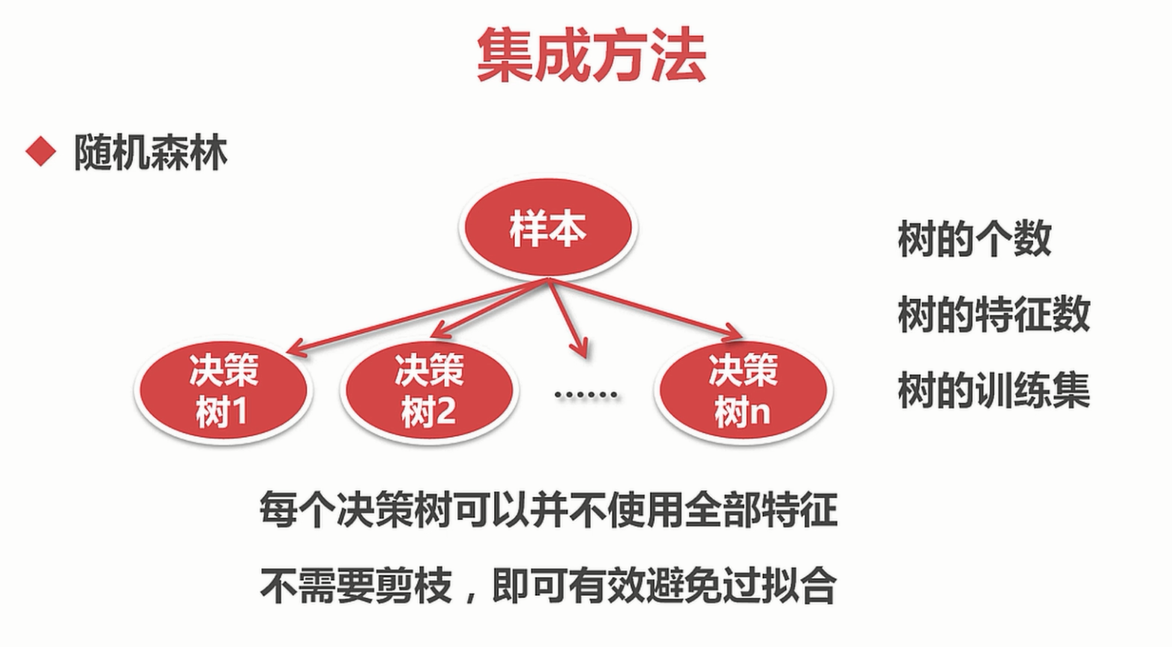 集成方法
随机森林
样本
树的个数
树的特征数
树的训练集
决策
树1
决策
树2
......
决策
树n
每个决策树可以并不使用全部特征
不需要剪枝，即可有效避免过拟合